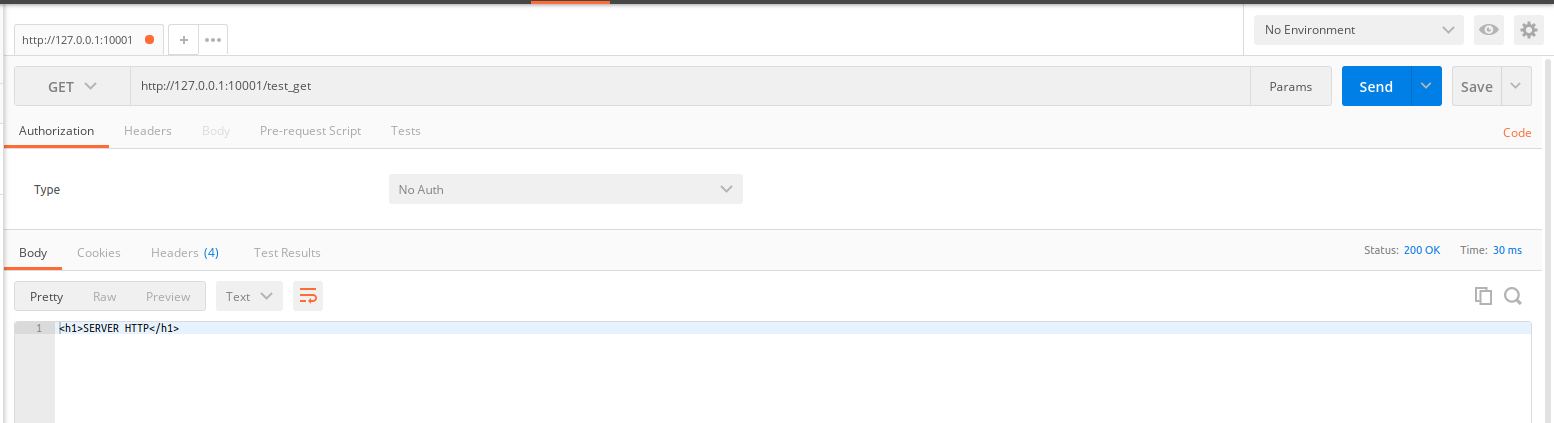 http://127.0.0.1:10001 + No Environment
GET http://127.0.0.1:10001/test_get Params Send Save
Authorization Headers Body Pre-request Script Tests Code
Type No Auth
Body Cookies Headers (4) Test Results Status: 200 OK Time: 30 ms
Pretty Raw Preview Text
1 <h1>SERVER HTTP</h1>